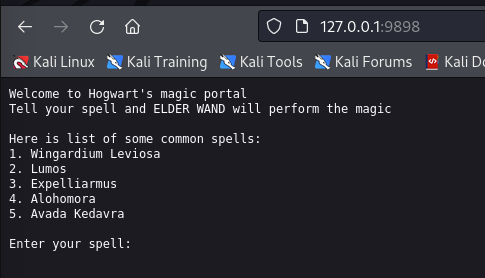 127.0.0.1:9898
Kali Linux Kali Training Kali Tools Kali Forums Kali Do
Welcome to Hogwart's magic portal
Tell your spell and ELDER WAND will perform the magic
Here is list of some common spells:
1. Wingardium Leviosa
2. Lumos
3. Expelliarmus
4. Alohomora
5. Avada Kedavra
Enter your spell: